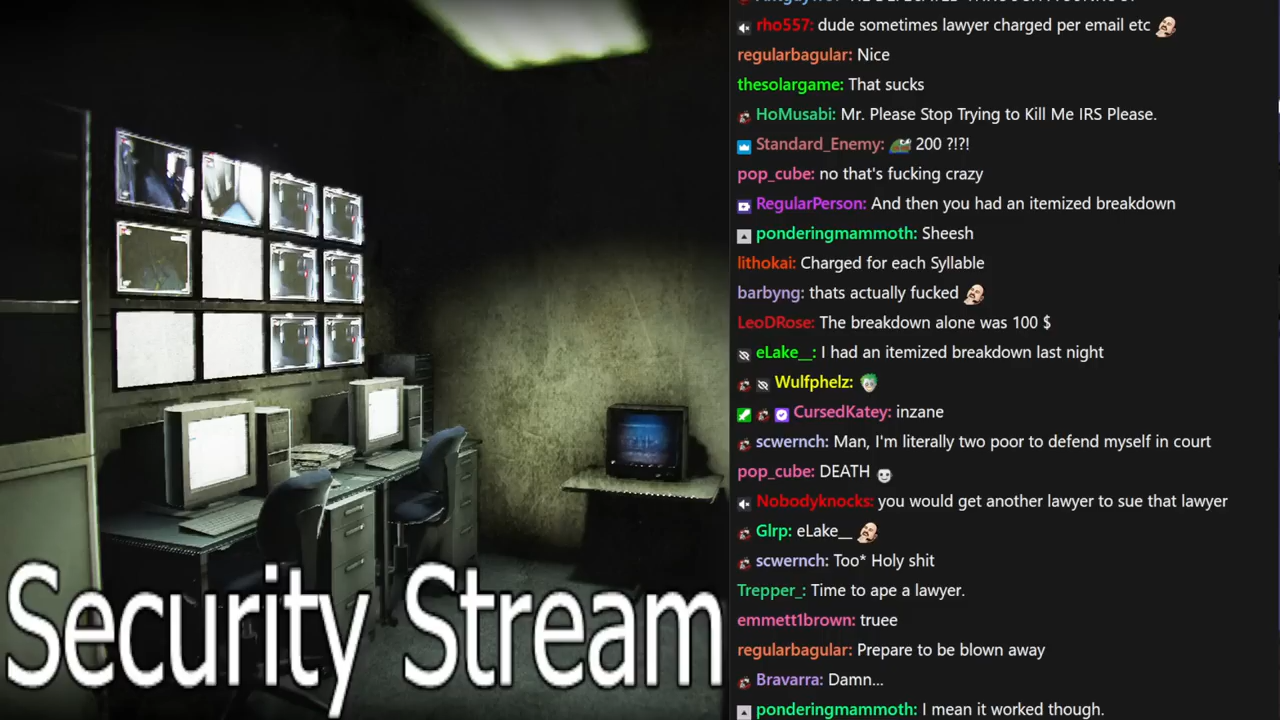 rho557: dude sometimes lawyer charged per email etc
regularbagular: Nice
thesolargame: That sucks
HoMusabi: Mr. Please Stop Trying to Kill Me IRS Please.
Standard_Enemy: 200 ?!?!
pop_cube: no that's fucking crazy
RegularPerson: And then you had an itemized breakdown
ponderingmammoth: Sheesh
lithokai: Charged for each Syllable
barbyng: thats actually fucked
LeoDRose: The breakdown alone was 100 $
eLake__: I had an itemized breakdown last night
Wulfphelz:
CursedKatey: inzane
scwernch: Man, I'm literally two poor to defend myself in court
pop_cube: DEATH
Nobodyknocks: you would get another lawyer to sue that lawyer
Glrp: eLake__
scwernch: Too* Holy shit
Trepper_: Time to ape a lawyer.
emmett1brown: truee
regularbagular: Prepare to be blown away
Bravarra: Damn...
ponderingmammoth: I mean it worked though.
Security Stream